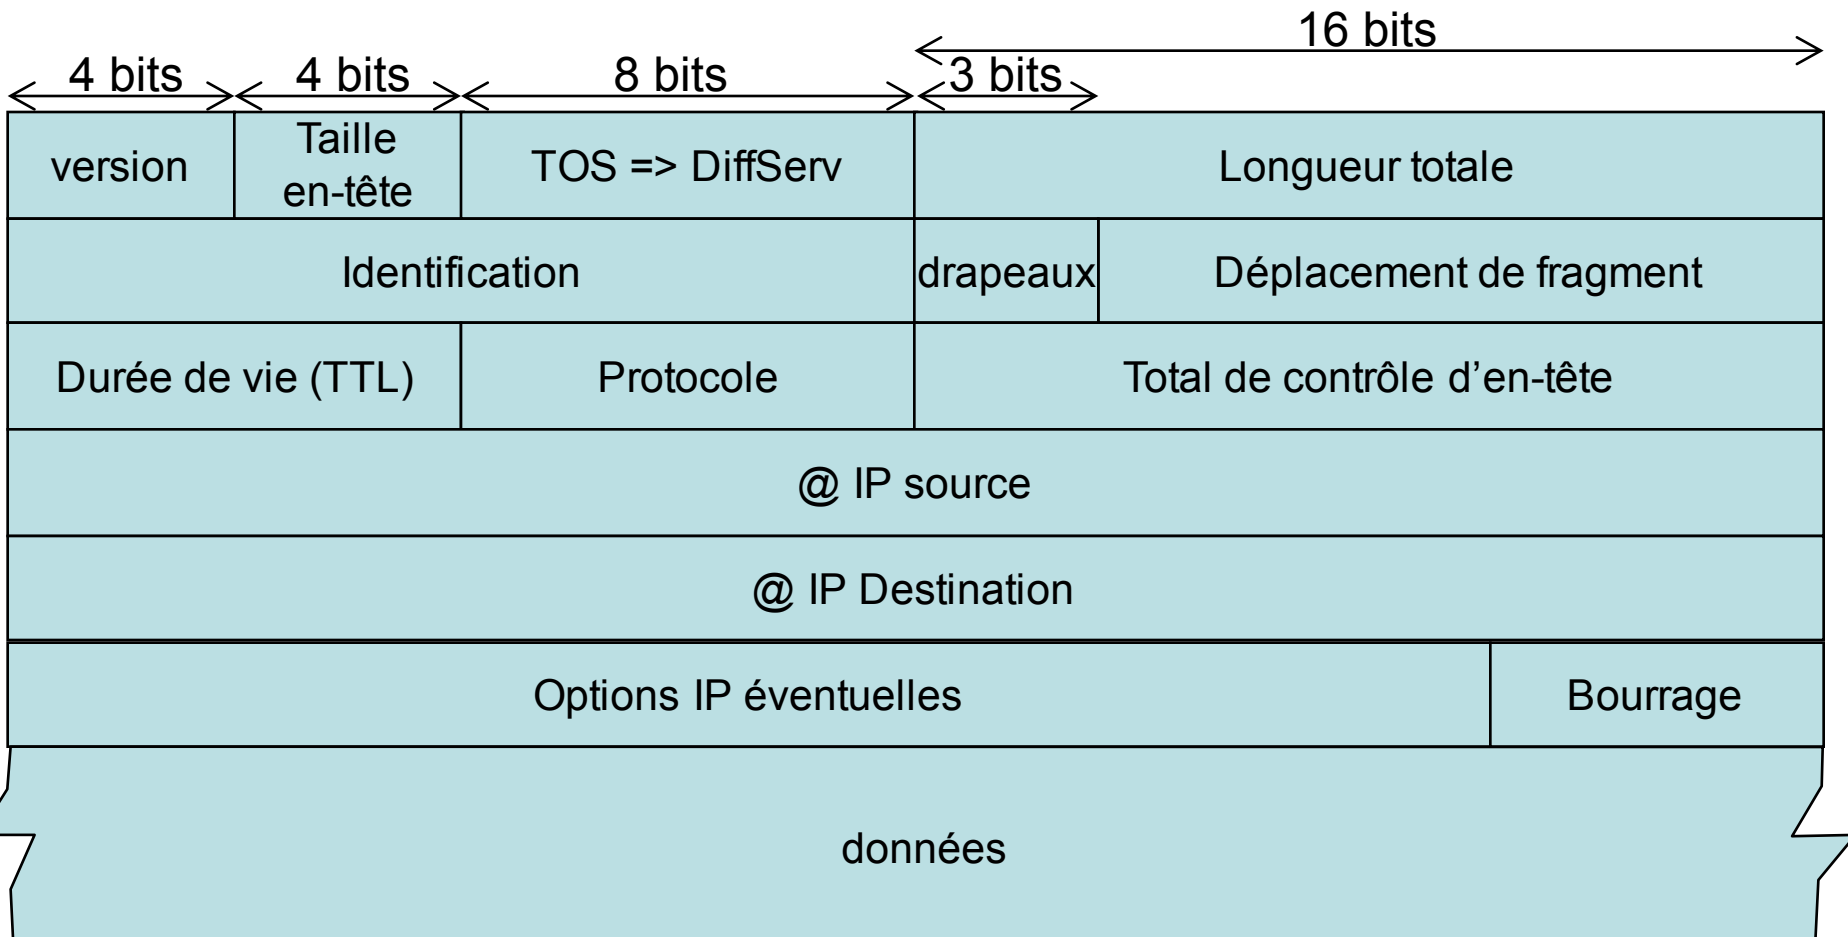 16 bits
4 bits
4 bits
8 bits
3 bits
version
Taille
en-tête
TOS => DiffServ
Longueur totale
Identification
drapeaux
Déplacement de fragment
Durée de vie (TTL)
Protocole
Total de contrôle d’en-tête
@ IP source
@ IP Destination
Options IP éventuelles
Bourrage
données